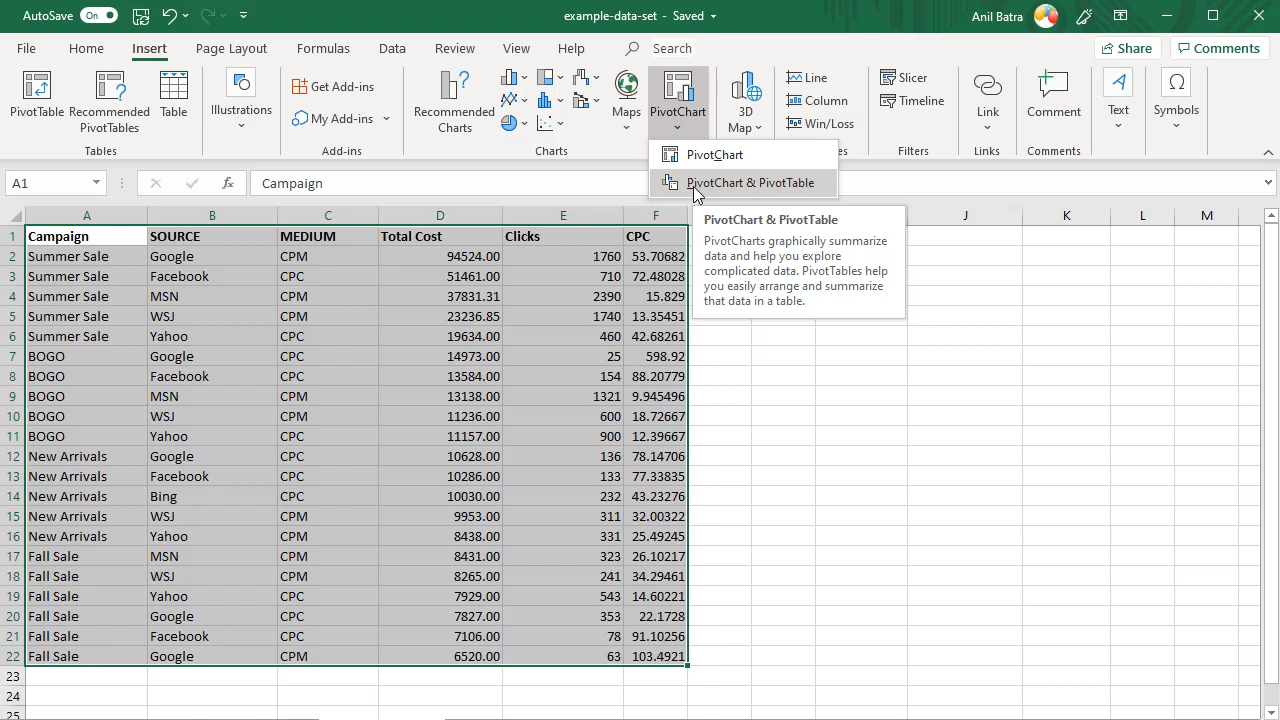 AutoSave On example-data-set - Saved Anil Batra
File Home Insert Page Layout Formulas Data Review View Help Search Share Comments
PivotTable
Recommended PivotTables
Table
Illustrations
Get Add-ins
My Add-ins
Recommended Charts
Maps
PivotChart
3D Map
Line
Column
Win/Loss
Slicer
Timeline
Link
Comment
Text
Symbols
Tables Add-ins Charts es Filters Links Comments
PivotChart
PivotChart & PivotTable
A1 fx Campaign
PivotChart & PivotTable
PivotCharts graphically summarize
data and help you explore
complicated data. PivotTables help
you easily arrange and summarize
that data in a table.
A B C D E F J K L M
1 Campaign SOURCE MEDIUM Total Cost Clicks CPC
2 Summer Sale Google CPM 94524.00 1760 53.70682
3 Summer Sale Facebook CPC 51461.00 710 72.48028
4 Summer Sale MSN CPM 37831.31 2390 15.829
5 Summer Sale WSJ CPM 23236.85 1740 13.35451
6 Summer Sale Yahoo CPC 19634.00 460 42.68261
7 BOGO Google CPC 14973.00 25 598.92
8 BOGO Facebook CPC 13584.00 154 88.20779
9 BOGO MSN CPM 13138.00 1321 9.945496
10 BOGO WSJ CPM 11236.00 600 18.72667
11 BOGO Yahoo CPC 11157.00 900 12.39667
12 New Arrivals Google CPC 10628.00 136 78.14706
13 New Arrivals Facebook CPC 10286.00 133 77.33835
14 New Arrivals Bing CPC 10030.00 232 43.23276
15 New Arrivals WSJ CPM 9953.00 311 32.00322
16 New Arrivals Yahoo CPM 8438.00 331 25.49245
17 Fall Sale MSN CPM 8431.00 323 26.10217
18 Fall Sale WSJ CPM 8265.00 241 34.29461
19 Fall Sale Yahoo CPC 7929.00 543 14.60221
20 Fall Sale Google CPC 7827.00 353 22.1728
21 Fall Sale Facebook CPC 7106.00 78 91.10256
22 Fall Sale Google CPM 6520.00 63 103.4921
23
24
25